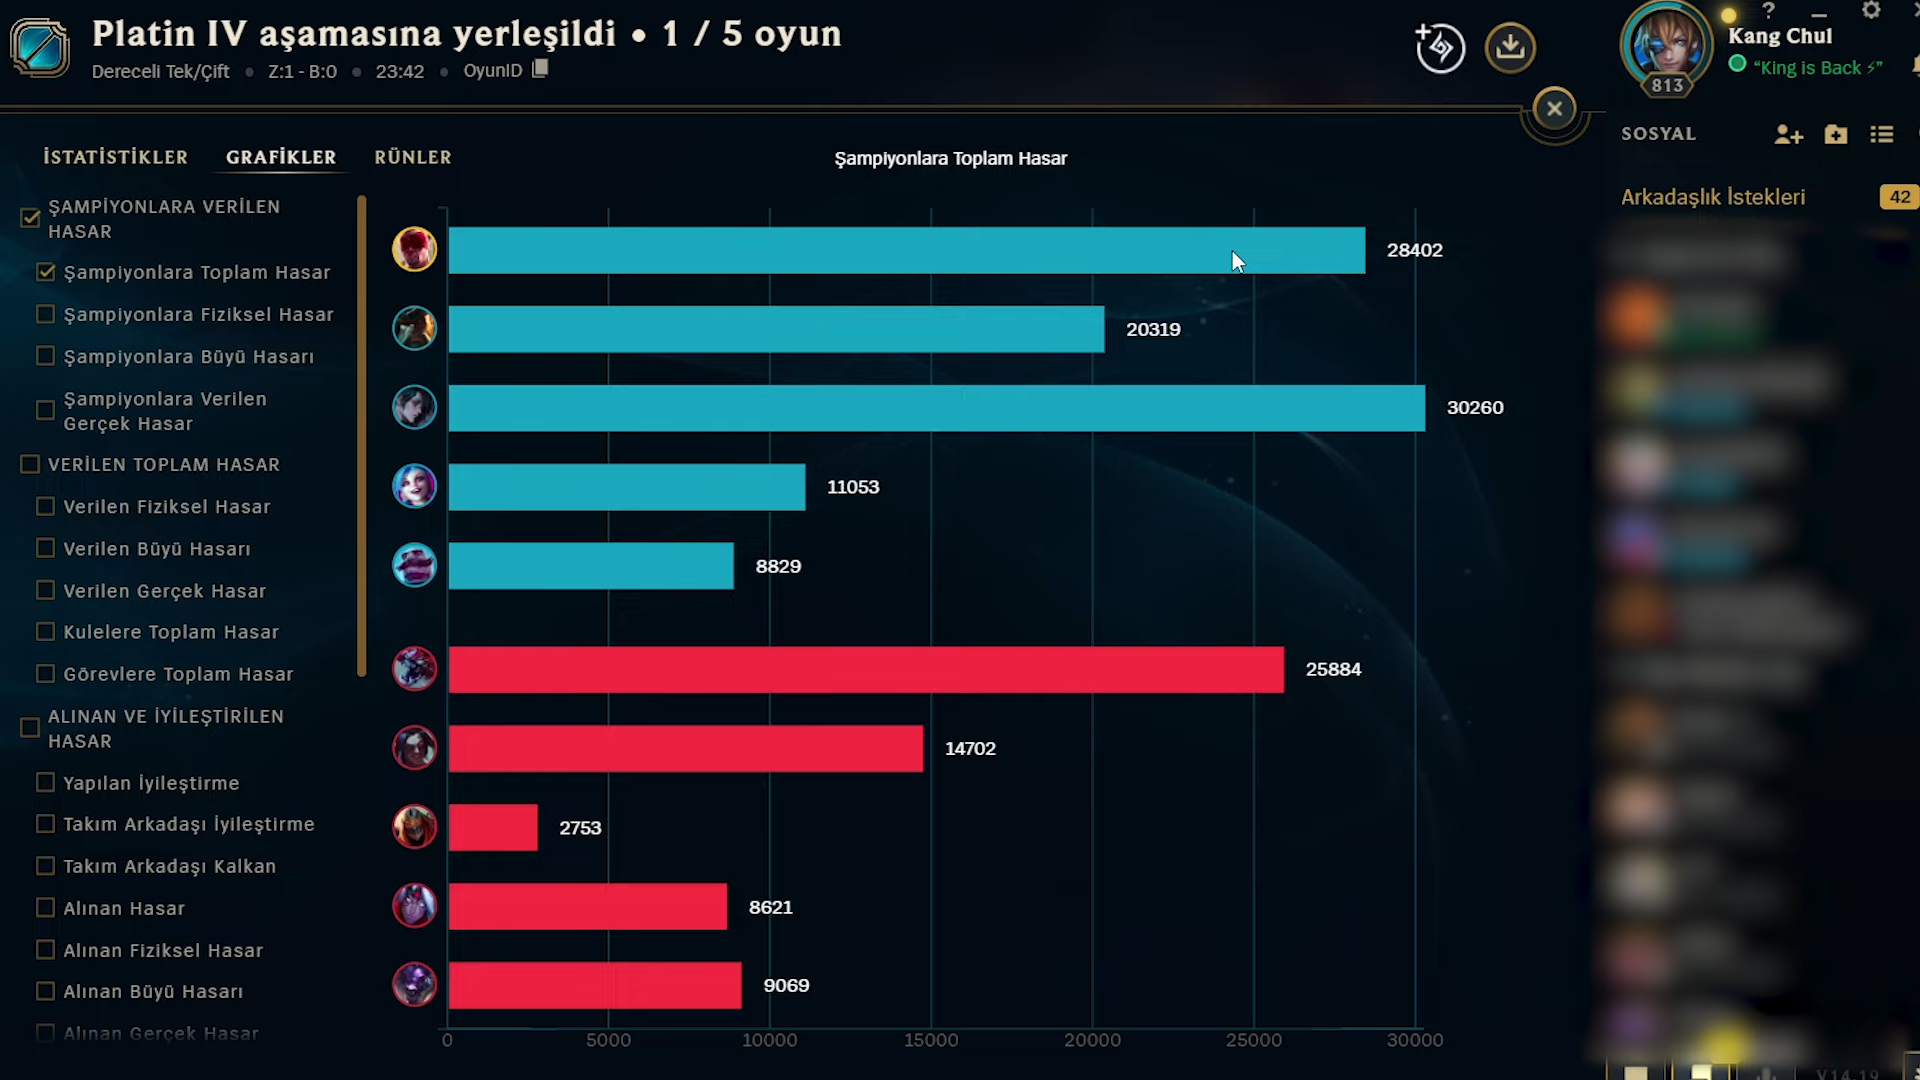 Platin IV aşamasına yerleşildi • 1 / 5 oyun
Dereceli Tek/Çift • Z:1 - B:0 • 23:42 • OyunID
Kang Chul
"King is Back ⚡"
813
SOSYAL
Arkadaşlık İstekleri
42
İSTATİSTİKLER GRAFİKLER RÜNLER
Şampiyonlara Toplam Hasar
ŞAMPİYONLARA VERİLEN
HASAR
Şampiyonlara Toplam Hasar
Şampiyonlara Fiziksel Hasar
Şampiyonlara Büyü Hasarı
Şampiyonlara Verilen
Gerçek Hasar
VERİLEN TOPLAM HASAR
Verilen Fiziksel Hasar
Verilen Büyü Hasarı
Verilen Gerçek Hasar
Kulelere Toplam Hasar
Görevlere Toplam Hasar
ALINAN VE İYİLEŞTİRİLEN
HASAR
Yapılan İyileştirme
Takım Arkadaşı İyileştirme
Takım Arkadaşı Kalkan
Alınan Hasar
Alınan Fiziksel Hasar
Alınan Büyü Hasarı
Alınan Gerçek Hasar
28402
20319
30260
11053
8829
25884
14702
2753
8621
9069
0 5000 10000 15000 20000 25000 30000
V14.19